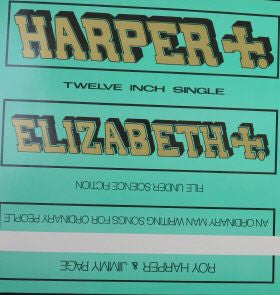 HARPER +.
TWELVE INCH SINGLE
ELIZABETH +.
FILE UNDER SCIENCE FICTION
AN ORDINARY MAN WRITING SONGS FOR ORDINARY PEOPLE
ROY HARPER & JIMMY PAGE